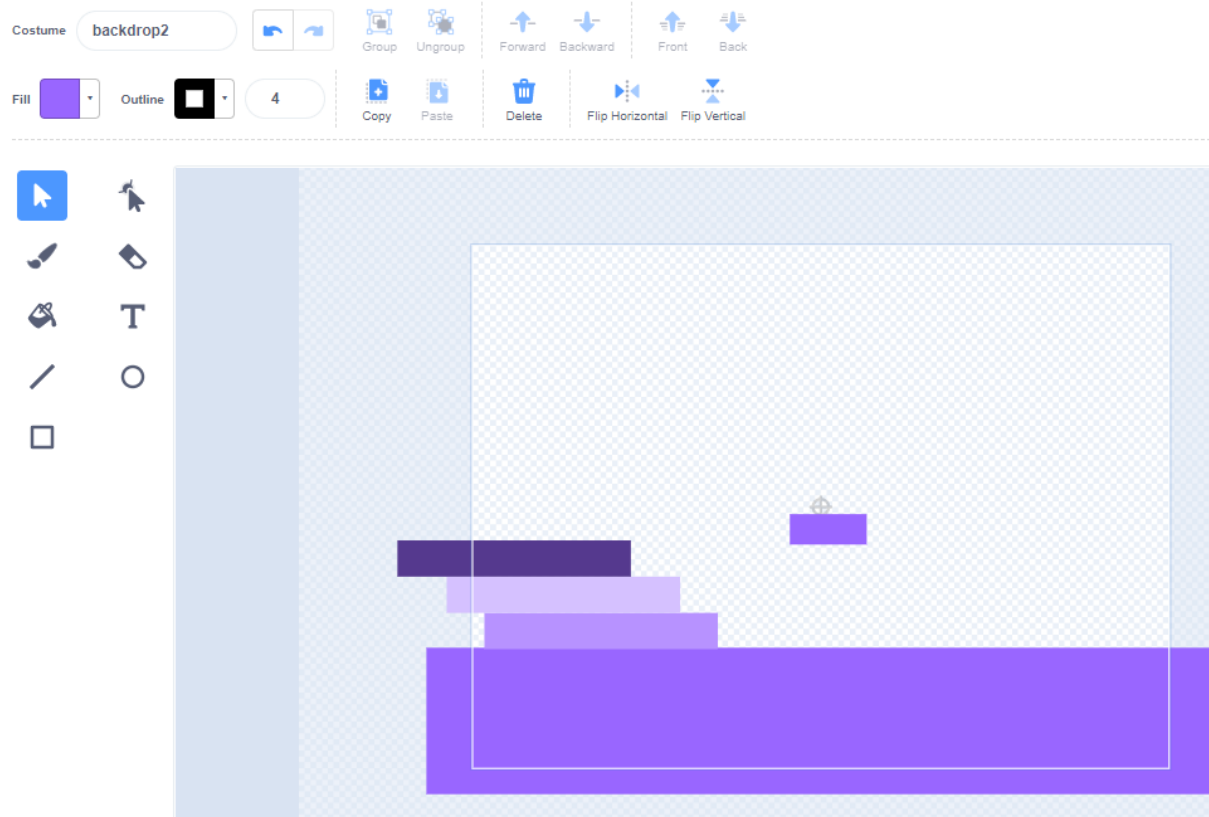 Costume backdrop2
Group Ungroup Forward Backward Front Back
Fill Outline 4
Copy Paste Delete Flip Horizontal Flip Vertical
T